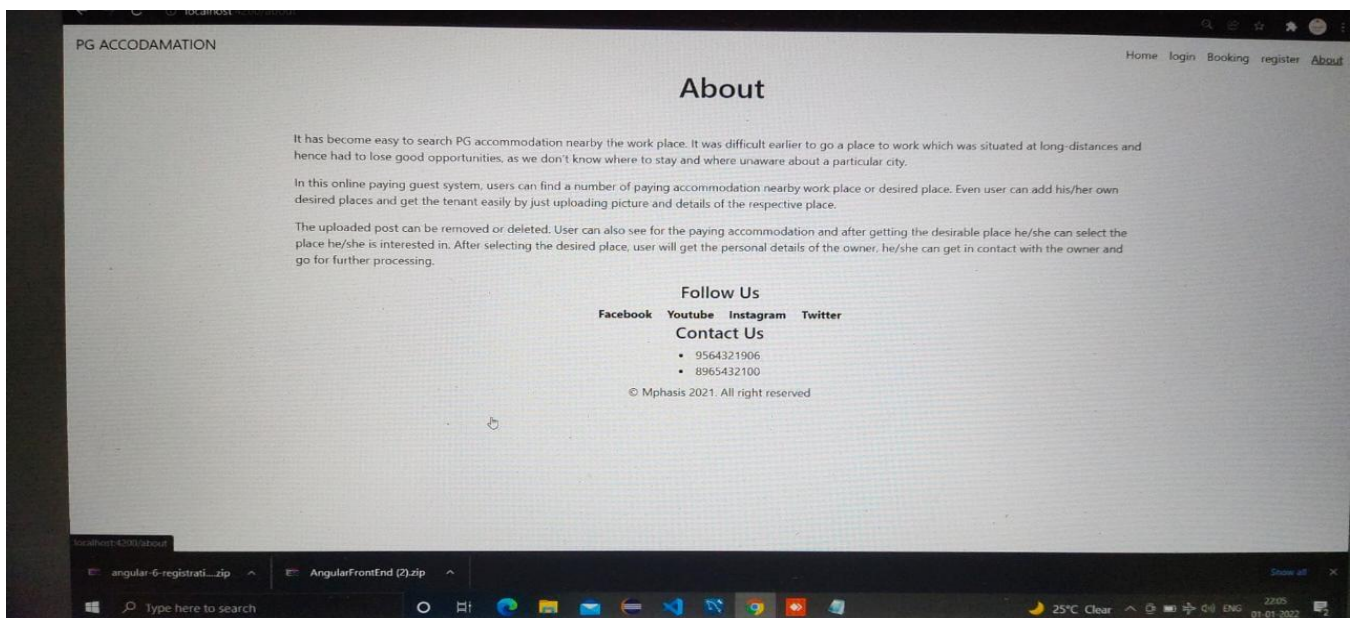 localhost:4200/about
PG ACCODAMATION
Home login Booking register About
About
It has become easy to search PG accommodation nearby the work place. It was difficult earlier to go a place to work which was situated at long-distances and
hence had to lose good opportunities, as we don't know where to stay and where unaware about a particular city.
In this online paying guest system, users can find a number of paying accommodation nearby work place or desired place. Even user can add his/her own
desired places and get the tenant easily by just uploading picture and details of the respective place.
The uploaded post can be removed or deleted. User can also see for the paying accommodation and after getting the desirable place he/she can select the
place he/she is interested in. After selecting the desired place, user will get the personal details of the owner. he/she can get in contact with the owner and
go for further processing.
Follow Us
Facebook Youtube Instagram Twitter
Contact Us
• 9564321906
• 8965432100
© Mphasis 2021. All right reserved
localhost:4200/about
angular-6-registrati....zip
AngularFrontEnd (2).zip
Show all
Type here to search
25°C Clear
ENG
22:05
01-01-2022